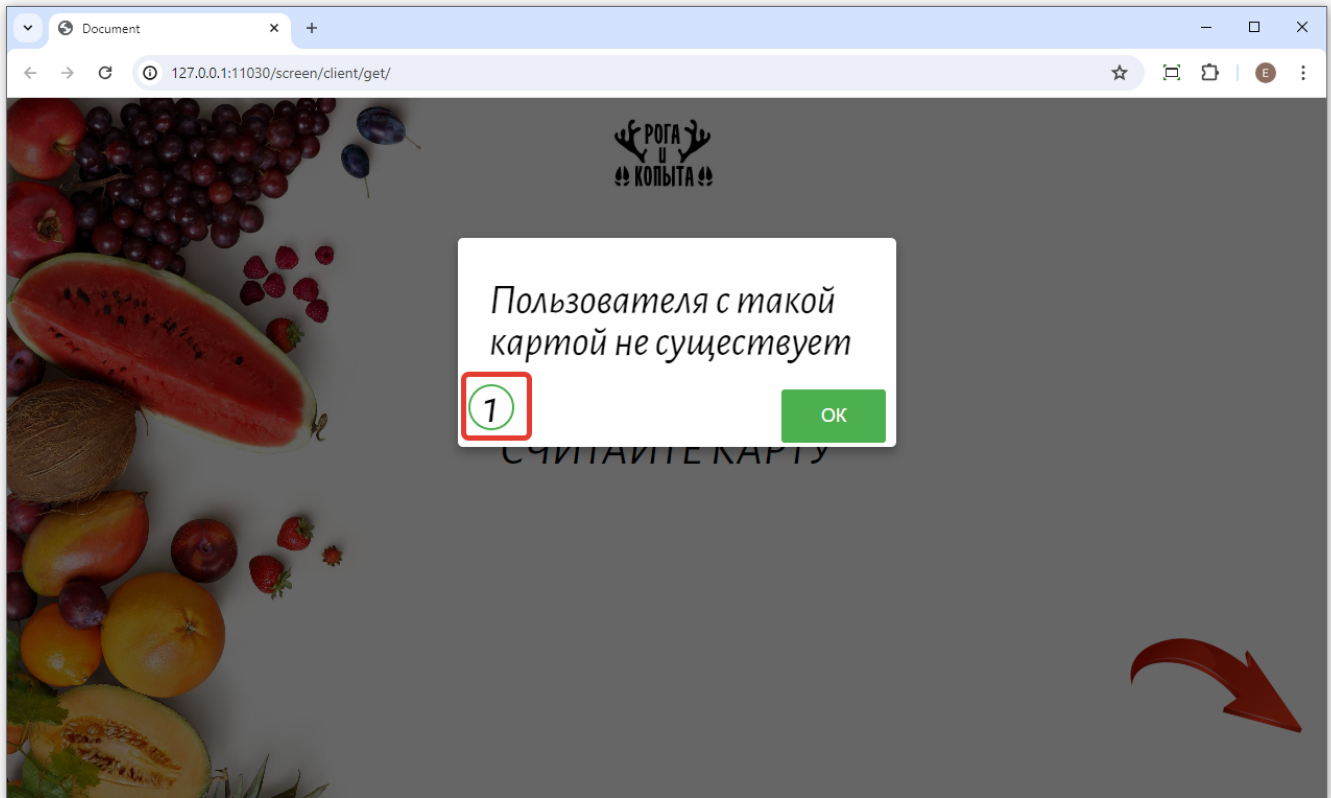 Document
127.0.0.1:11030/screen/client/get/
E
РОГА
И
КОПЫТА
Пользователя с такой
картой не существует
1
OK
СЧИТАЙТЕ КАРТУ